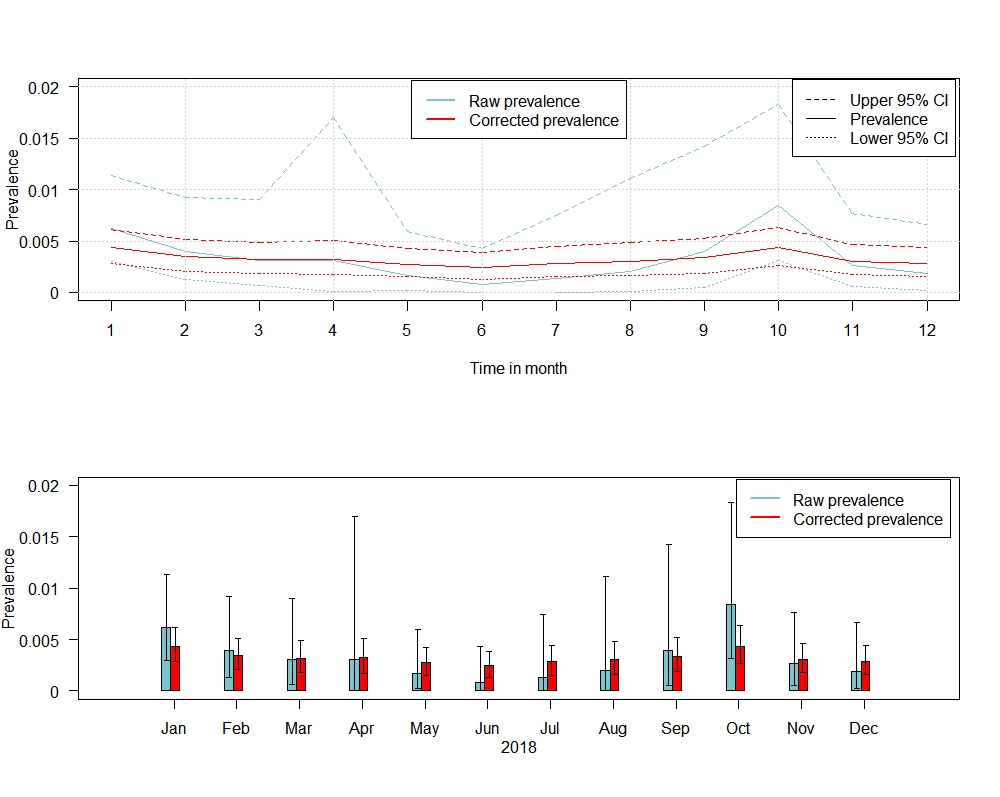 Raw prevalence
Corrected prevalence
Upper 95% CI
Prevalence
Lower 95% CI
Prevalence
0.02
0.015
0.01
0.005
0
1 2 3 4 5 6 7 8 9 10 11 12
Time in month
Raw prevalence
Corrected prevalence
Prevalence
0.02
0.015
0.01
0.005
0
Jan Feb Mar Apr May Jun Jul Aug Sep Oct Nov Dec
2018